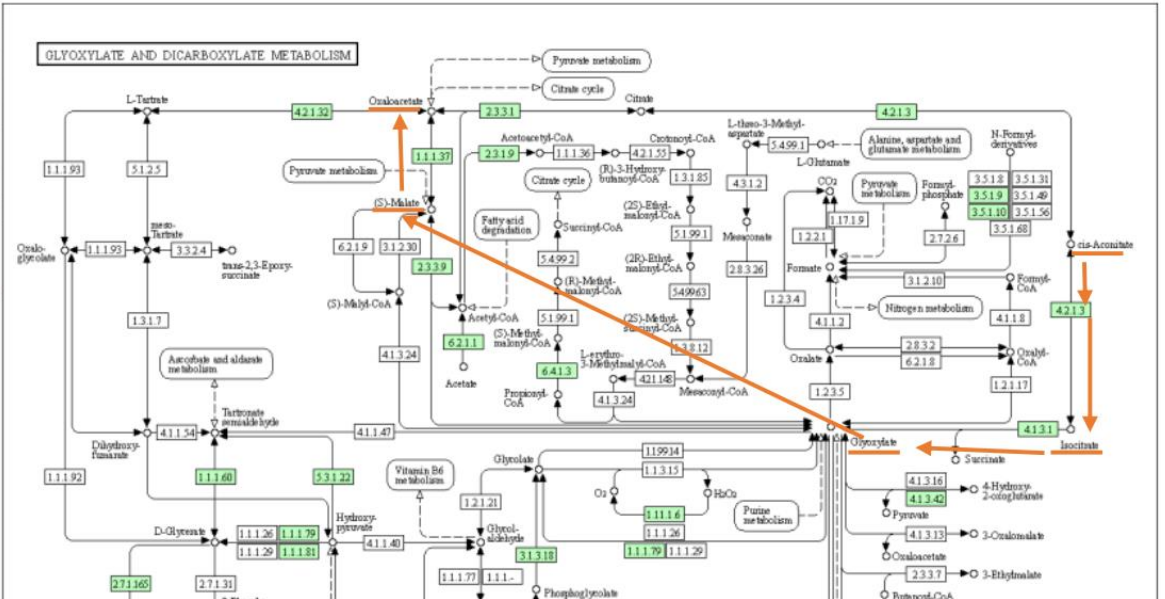 GLYOXYLATE AND DICARBOXYLATE METABOLISM
Pyruvate metabolism
Citrate cycle
L-Tartrate
4.2.1.32
Oxaloacetate
2.3.3.1
Citrate
4.2.1.3
Acetoacetyl-CoA
Crotonoyl-CoA
L-threo-3-Methyl-
aspartate
5.4.99.1
Alanine, aspartate and
glutamate metabolism
N-Formyl-
derivatives
1.1.1.37
2.3.1.9
1.1.1.36
4.2.1.55
L-Glutamate
1.1.1.93
5.1.2.5
Pyruvate metabolism
Citrate cycle
(R)-3-Hydroxy-
butanoyl-CoA
1.3.1.85
4.3.1.2
CO2
Pyruvate
metabolism
Formyl-
phosphate
3.5.1.8
3.5.1.31
3.5.1.9
3.5.1.49
3.5.1.10
3.5.1.56
3.5.1.68
(S)-Malate
Fatty acid
degradation
Succinyl-CoA
(2S)-Ethyl-
malonyl-CoA
5.1.99.1
Mesaconate
1.17.1.9
1.2.2.1
2.7.2.6
meso-
Tartrate
Oxalo-
glycolate
1.1.1.93
3.3.2.4
trans-2,3-Epoxy-
succinate
6.2.1.9
3.1.2.30
2.3.3.9
5.4.99.2
(2R)-Ethyl-
malonyl-CoA
2.8.3.26
Formate
cis-Aconitate
(R)-Methyl-
malonyl-CoA
5.4.99.63
3.1.2.10
Formyl-
CoA
(S)-Malyl-CoA
1.2.3.4
Nitrogen metabolism
4.2.1.3
1.3.1.7
Acetyl-CoA
5.1.99.1
(2S)-Methyl-
succinyl-CoA
4.1.1.2
4.1.1.8
6.2.1.1
(S)-Methyl-
malonyl-CoA
1.3.8.12
2.8.3.2
Oxalate
6.2.1.8
Oxalyl-
CoA
Ascorbate and aldarate
metabolism
4.1.3.24
Acetate
6.4.1.3
L-erythro-
3-Methylmalyl-CoA
4.2.1.148
Mesaconyl-CoA
1.2.3.5
1.2.1.17
Propionyl-
CoA
4.1.3.24
Tartronate
semialdehyde
Dihydroxy-
fumarate
4.1.1.54
4.1.1.47
Glyoxylate
4.1.3.1
Isocitrate
Succinate
1.1.1.92
1.1.1.60
5.3.1.22
Vitamin B6
metabolism
Glycolate
1.1.99.14
1.1.3.15
O2
H2O2
4.1.3.16
4.1.3.42
4-Hydroxy-
2-oxoglutarate
Pyruvate
1.2.1.21
1.11.1.6
Purine
metabolism
D-Glycerate
1.1.1.26
1.1.1.79
1.1.1.29
1.1.1.81
Hydroxy-
pyruvate
4.1.1.40
Glycol-
aldehyde
1.1.1.26
1.1.1.79
1.1.1.29
4.1.3.13
3-Oxalomalate
Oxaloacetate
3.1.3.18
2.7.1.165
2.7.1.31
1.1.1.77
1.1.1.-
Phosphoglycolate
2.3.3.7
3-Ethylmalate
Butanoyl-CoA